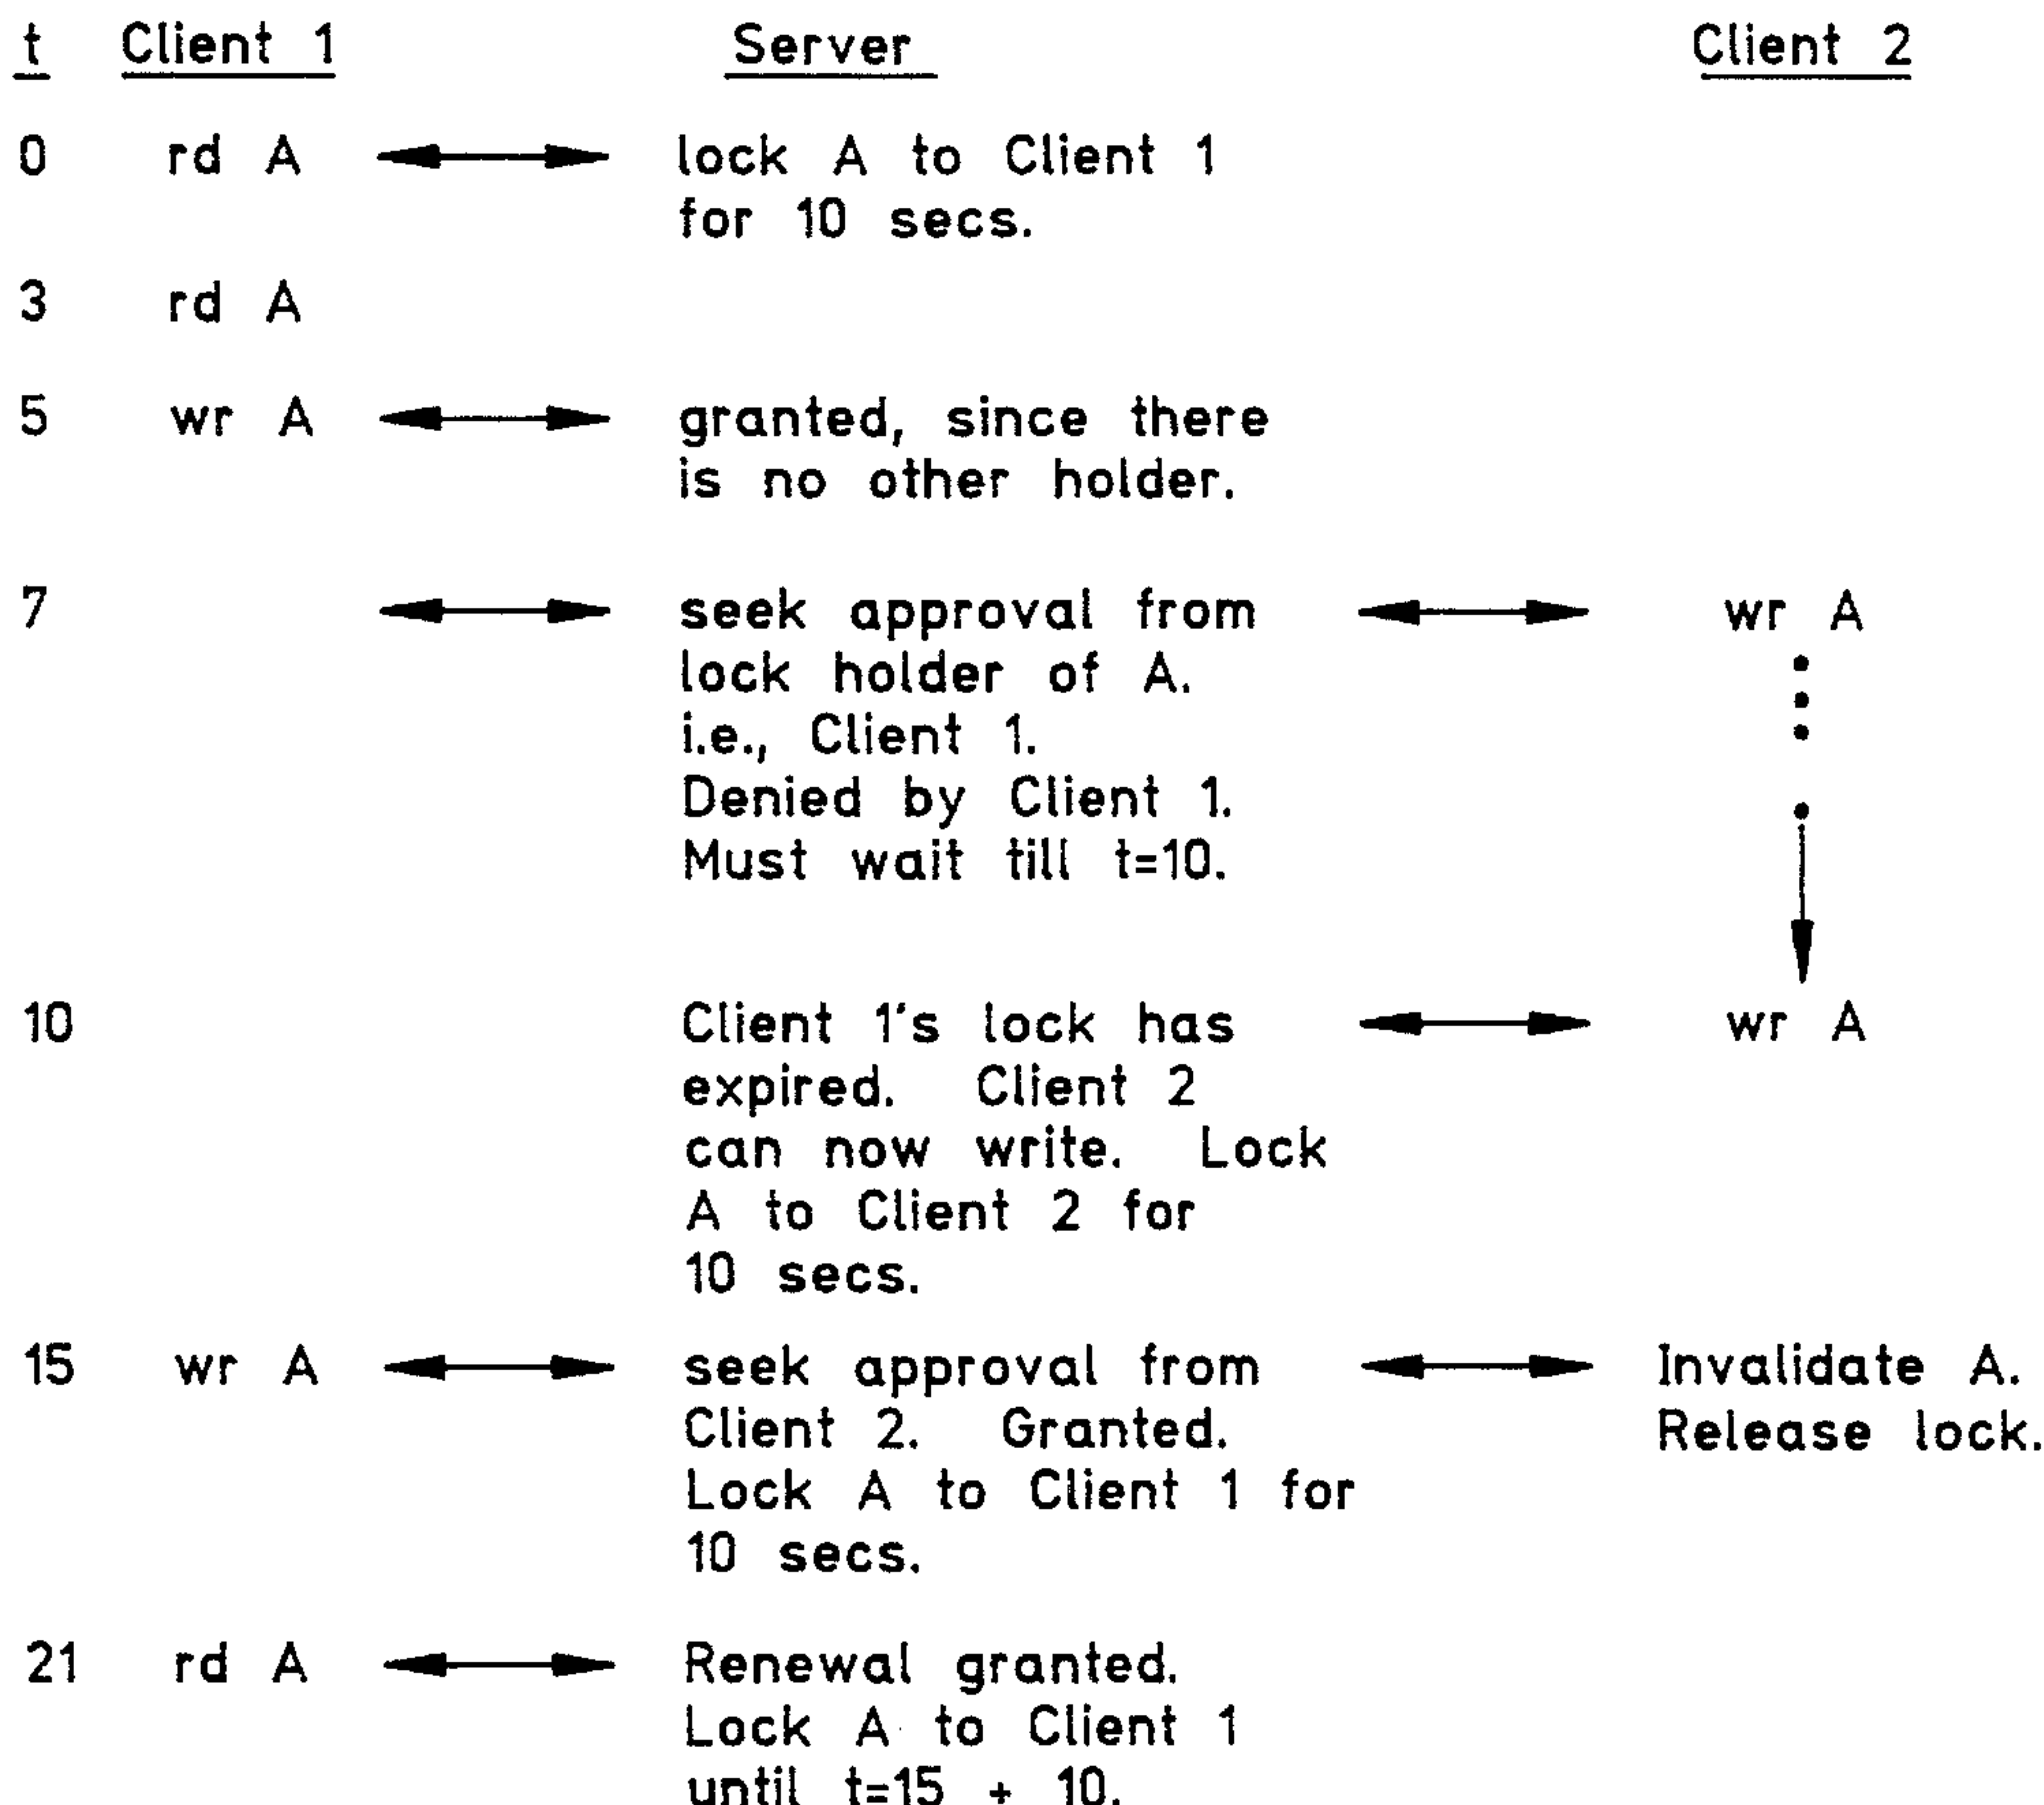 t Client 1 Server Client 2
0 rd A lock A to Client 1
for 10 secs.
3 rd A
5 wr A granted, since there
is no other holder.
7 seek approval from wr A
lock holder of A.
i.e., Client 1.
Denied by Client 1.
Must wait till t=10.
10 Client 1's lock has wr A
expired. Client 2
can now write. Lock
A to Client 2 for
10 secs.
15 wr A seek approval from Invalidate A.
Client 2. Granted. Release lock.
Lock A to Client 1 for
10 secs.
21 rd A Renewal granted.
Lock A to Client 1
until t=15 + 10.